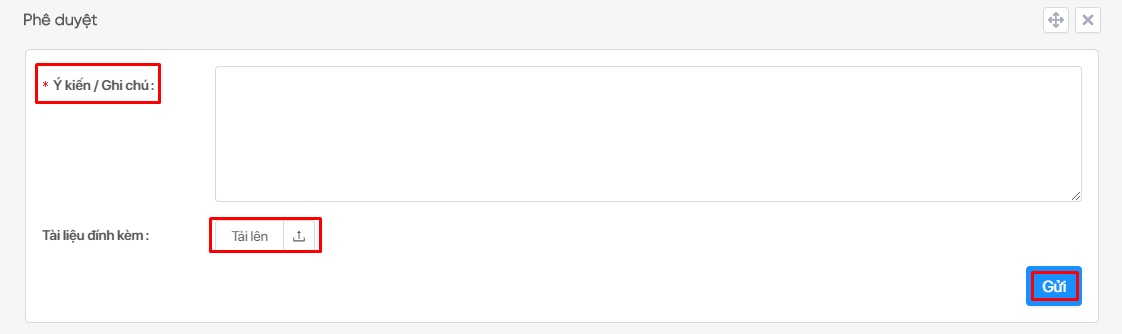 Phê duyệt
* Ý kiến / Ghi chú :
Tài liệu đính kèm :
Tải lên
Gửi